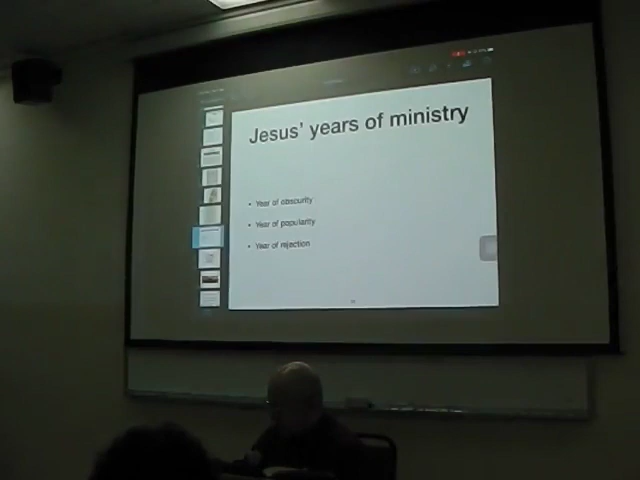 Jesus' years of ministry
• Year of obscurity
• Year of popularity
• Year of rejection